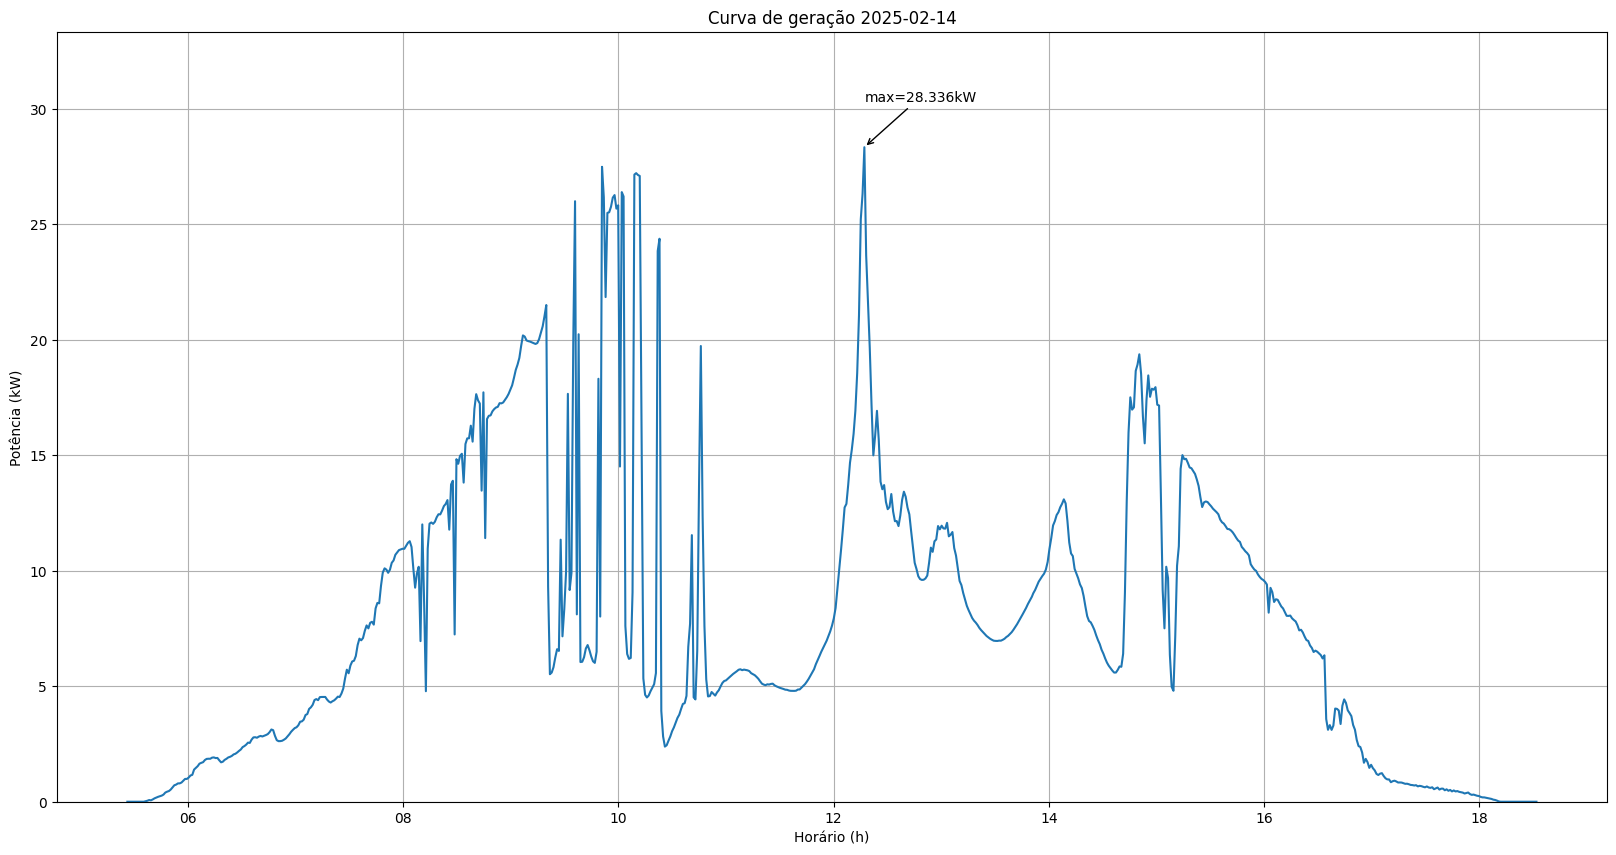 Curva de geração 2025-02-14
max=28.336kW
Potência (kW)
30
25
20
15
10
5
0
06 08 10 12 14 16 18
Horário (h)